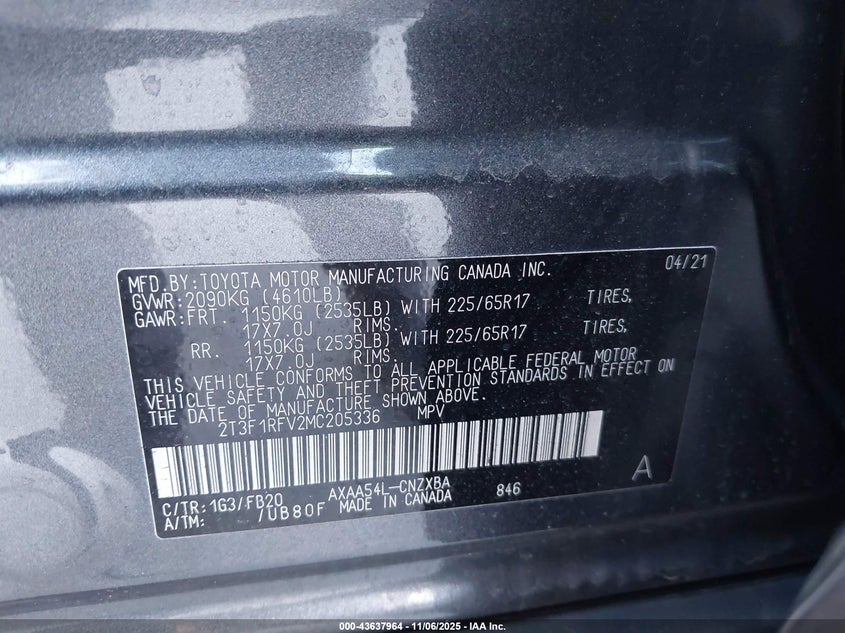 MFD.BY:TOYOTA MOTOR MANUFACTURING CANADA INC. 04/21
GVWR:2090KG (4610LB)
GAWR:FRT. 1150KG (2535LB) WITH 225/65R17 TIRES,
17X7.0J RIMS.
RR. 1150KG (2535LB) WITH 225/65R17 TIRES,
17X7.0J RIMS.
THIS VEHICLE CONFORMS TO ALL APPLICABLE FEDERAL MOTOR
VEHICLE SAFETY AND THEFT PREVENTION STANDARDS IN EFFECT ON
THE DATE OF MANUFACTURE SHOWN ABOVE.
2T3F1RFV2MC205336 MPV
A
C/TR: 1G3/FB20 AXAA54L-CNZXBA 846
A/TM: /UB80F MADE IN CANADA
000-43637964 - 11/06/2025 - IAA Inc.